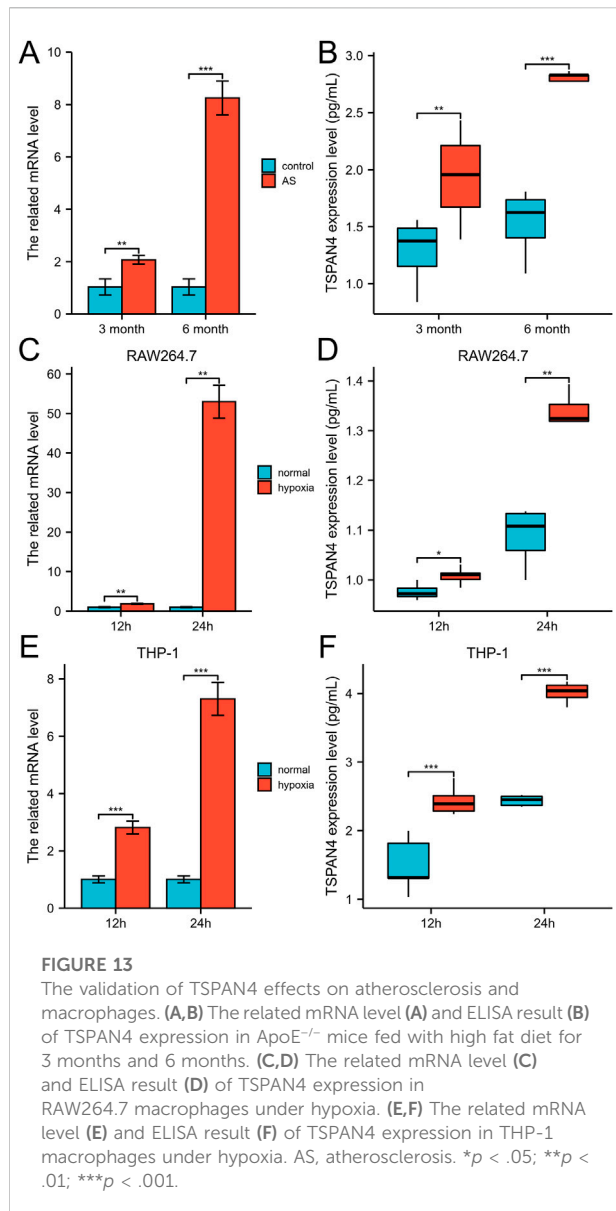 A
The related mRNA level
10
8
6
4
2
0
**
***
3 month
6 month
control
AS
B
TSPAN4 expression level (pg/mL)
3.0
2.5
2.0
1.5
1.0
**
***
3 month
6 month
C
RAW264.7
The related mRNA level
60
50
40
30
20
10
0
**
**
12h
24h
normal
hypoxia
D
RAW264.7
TSPAN4 expression level (pg/mL)
1.4
1.3
1.2
1.1
1.0
*
**
12h
24h
E
THP-1
The related mRNA level
8
6
4
2
0
***
***
12h
24h
normal
hypoxia
F
THP-1
TSPAN4 expression level (pg/mL)
4
3
2
1
***
***
12h
24h
FIGURE 13
The validation of TSPAN4 effects on atherosclerosis and
macrophages. (A,B) The related mRNA level (A) and ELISA result (B)
of TSPAN4 expression in ApoE−/− mice fed with high fat diet for
3 months and 6 months. (C,D) The related mRNA level (C)
and ELISA result (D) of TSPAN4 expression in
RAW264.7 macrophages under hypoxia. (E,F) The related mRNA
level (E) and ELISA result (F) of TSPAN4 expression in THP-1
macrophages under hypoxia. AS, atherosclerosis. *p < .05; **p <
.01; ***p < .001.